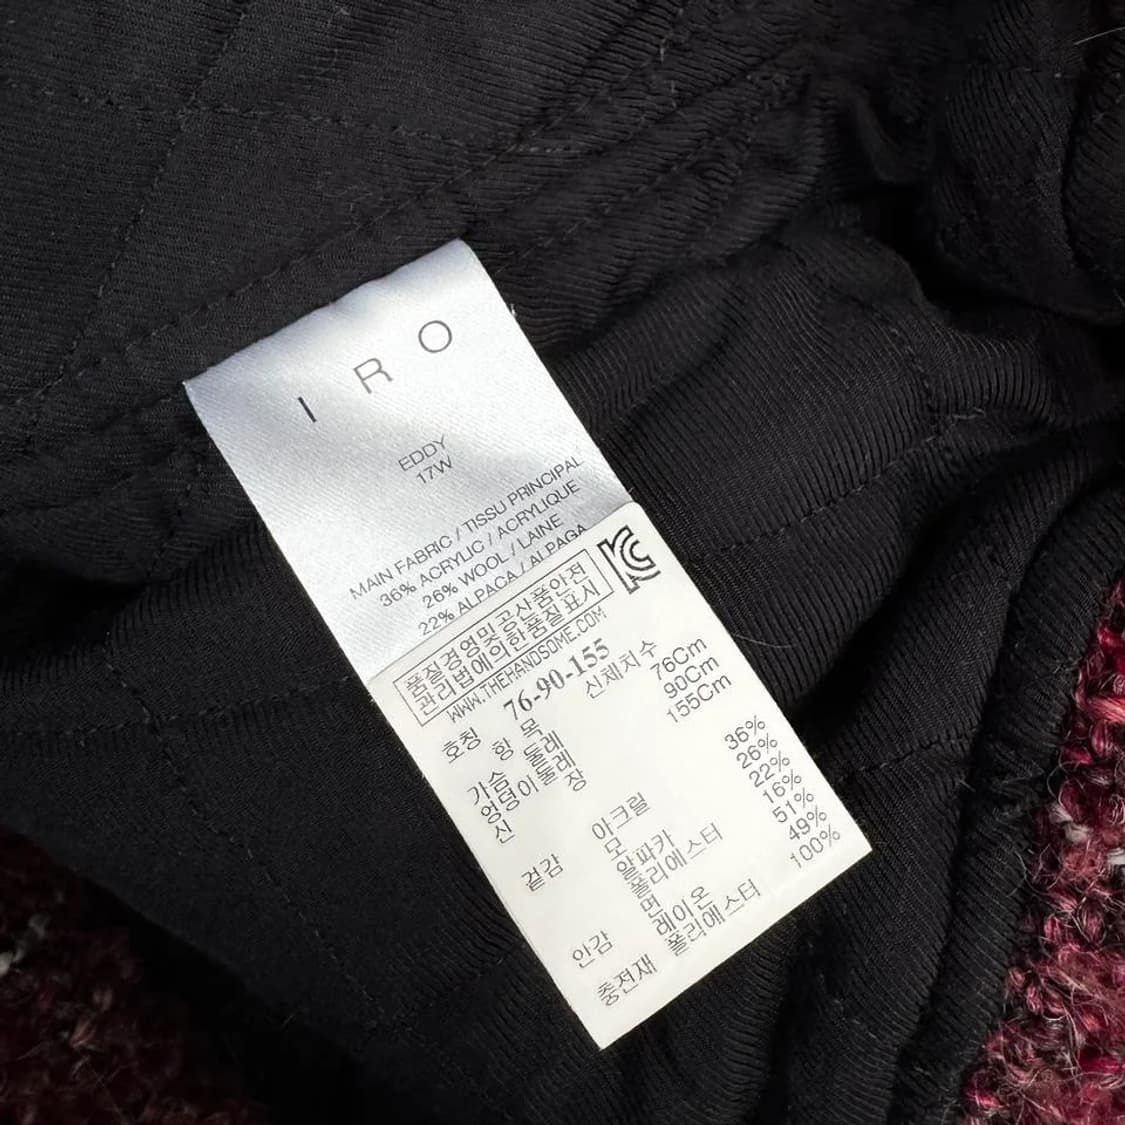 IRO
EDDY
17W
MAIN FABRIC / TISSU PRINCIPAL
36% ACRYLIC / ACRYLIQUE
26% WOOL / LAINE
22% ALPACA / ALPAGA
품질경영및공산품안전
관리법에의한품질표시
WWW.THEHANDSOME.COM
호칭 76-90-155
항 목 신체치수
가슴둘레 76Cm
엉덩이둘레 90Cm
신 장 155Cm
겉감 아크릴 36%
모 26%
알파카 22%
폴리에스터 16%
안감 면 51%
레이온 49%
충전재 폴리에스터 100%